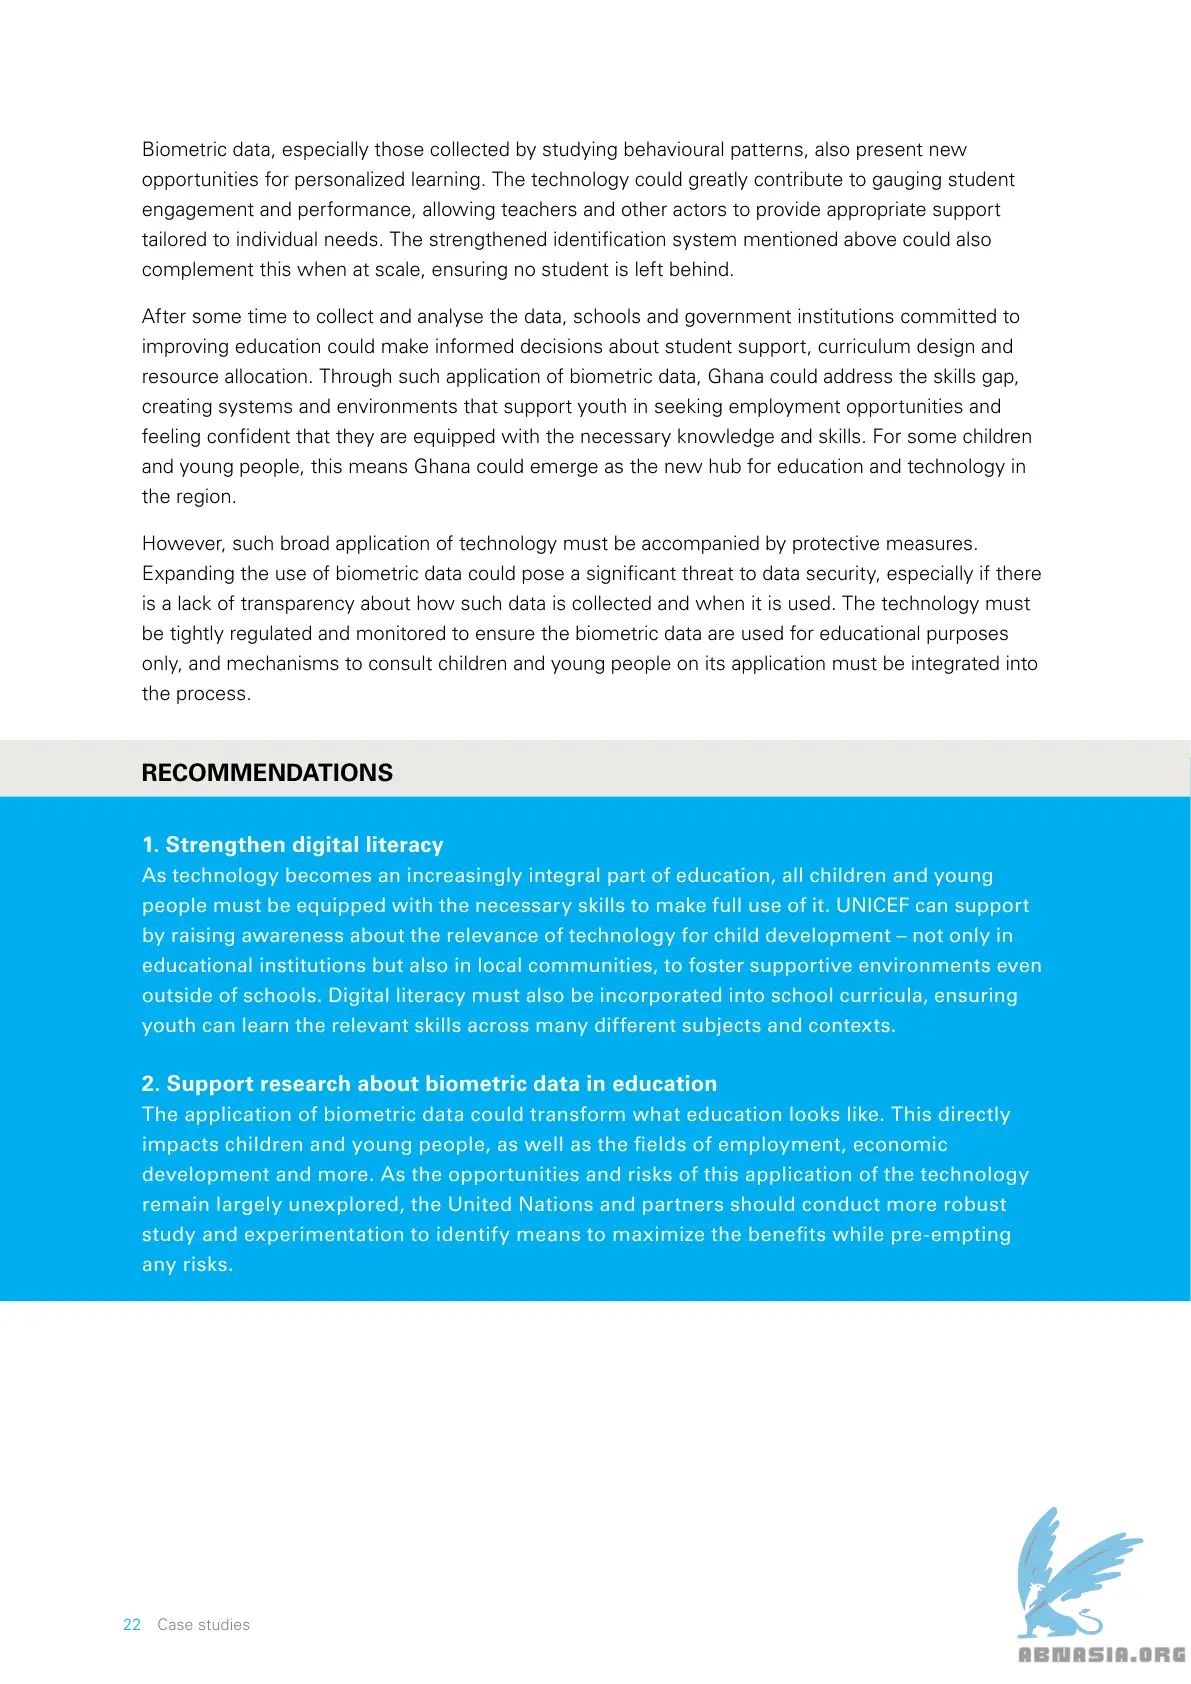 Biometric data, especially those collected by studying behavioural patterns, also present new
opportunities for personalized learning. The technology could greatly contribute to gauging student
engagement and performance, allowing teachers and other actors to provide appropriate support
tailored to individual needs. The strengthened identification system mentioned above could also
complement this when at scale, ensuring no student is left behind.
After some time to collect and analyse the data, schools and government institutions committed to
improving education could make informed decisions about student support, curriculum design and
resource allocation. Through such application of biometric data, Ghana could address the skills gap,
creating systems and environments that support youth in seeking employment opportunities and
feeling confident that they are equipped with the necessary knowledge and skills. For some children
and young people, this means Ghana could emerge as the new hub for education and technology in
the region.
However, such broad application of technology must be accompanied by protective measures.
Expanding the use of biometric data could pose a significant threat to data security, especially if there
is a lack of transparency about how such data is collected and when it is used. The technology must
be tightly regulated and monitored to ensure the biometric data are used for educational purposes
only, and mechanisms to consult children and young people on its application must be integrated into
the process.
RECOMMENDATIONS
1. Strengthen digital literacy
As technology becomes an increasingly integral part of education, all children and young
people must be equipped with the necessary skills to make full use of it. UNICEF can support
by raising awareness about the relevance of technology for child development – not only in
educational institutions but also in local communities, to foster supportive environments even
outside of schools. Digital literacy must also be incorporated into school curricula, ensuring
youth can learn the relevant skills across many different subjects and contexts.
2. Support research about biometric data in education
The application of biometric data could transform what education looks like. This directly
impacts children and young people, as well as the fields of employment, economic
development and more. As the opportunities and risks of this application of the technology
remain largely unexplored, the United Nations and partners should conduct more robust
study and experimentation to identify means to maximize the benefits while pre-empting
any risks.
22 Case studies
ABNASIA.ORG